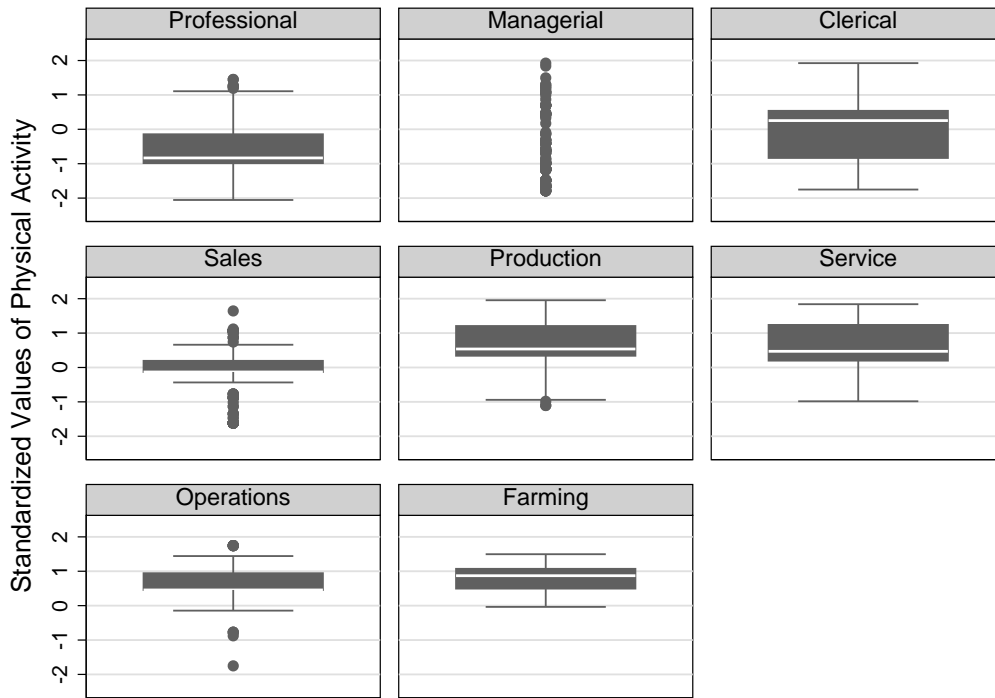 Standardized Values of Physical Activity
Professional
Managerial
Clerical
2
1
0
-1
-2
Sales
Production
Service
2
1
0
-1
-2
Operations
Farming
2
1
0
-1
-2